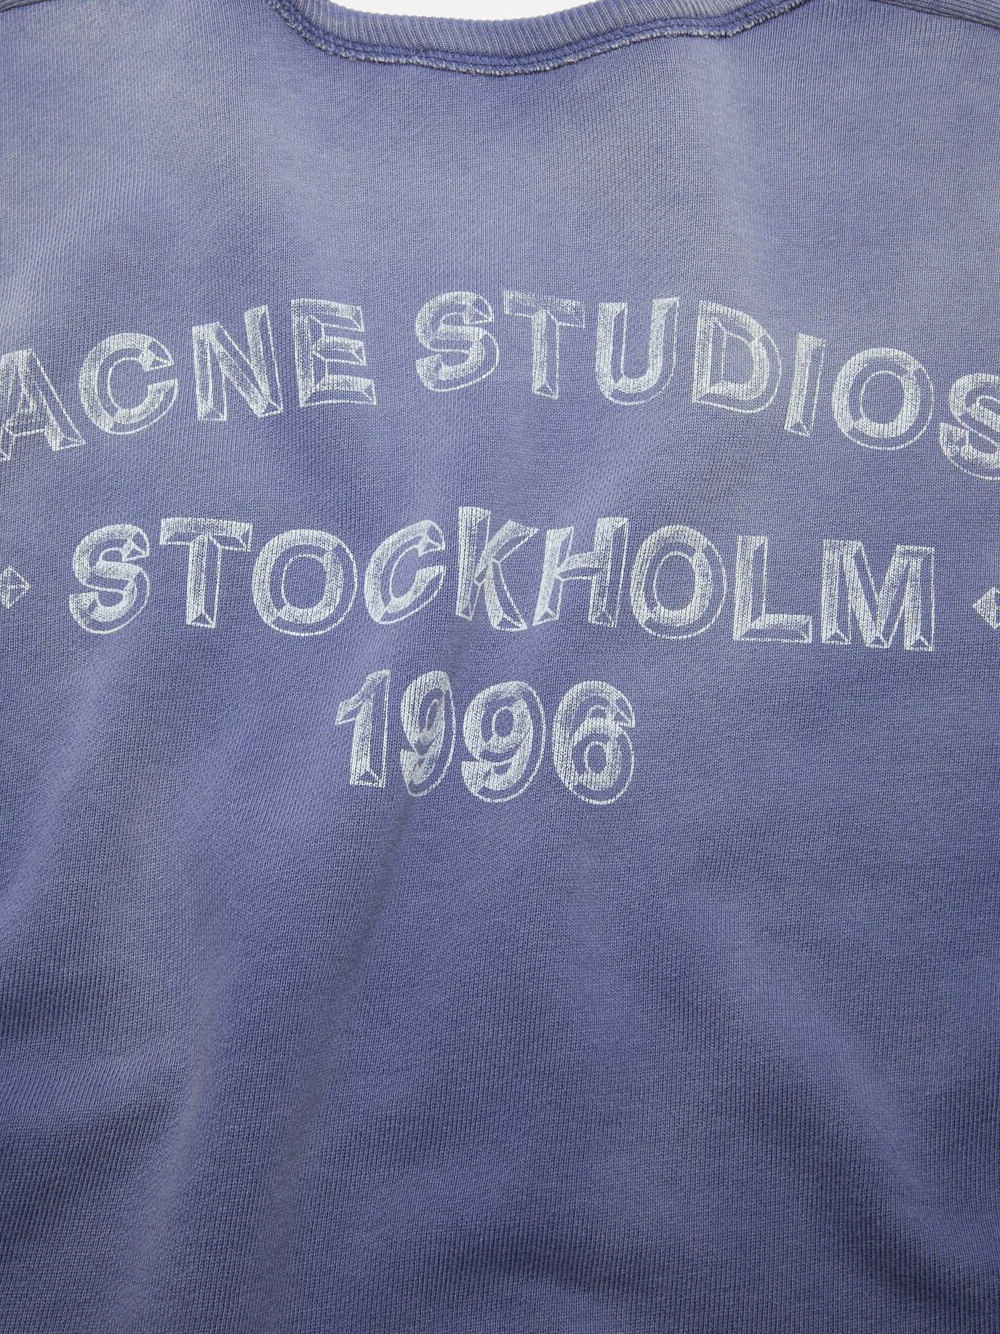 ACNE STUDIOS
STOCKHOLM
1996